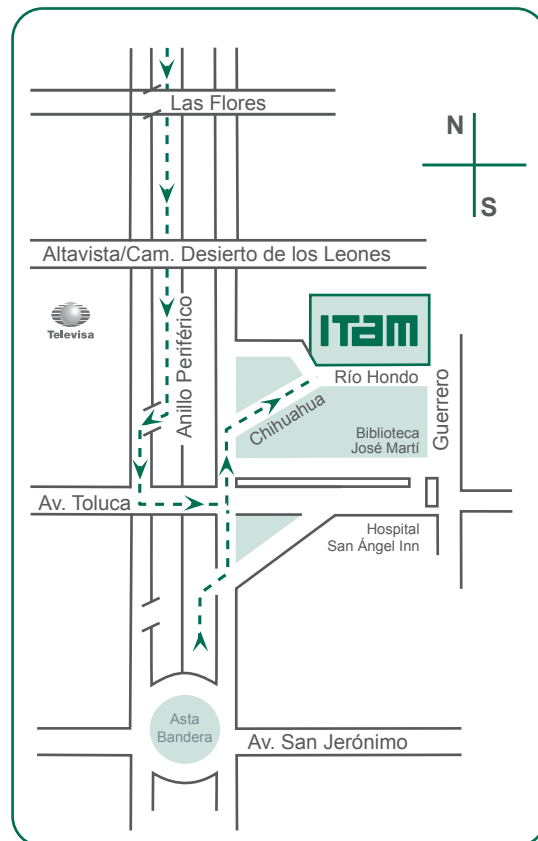 Las Flores
N
S
Altavista/Cam. Desierto de los Leones
Televisa
ITAM
Anillo Periférico
Río Hondo
Chihuahua
Guerrero
Biblioteca
José Martí
Av. Toluca
Hospital
San Ángel Inn
Asta
Bandera
Av. San Jerónimo